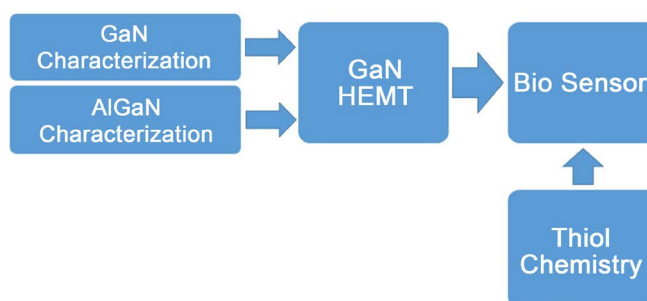 GaN
Characterization
AlGaN
Characterization
GaN
HEMT
Bio Sensor
Thiol
Chemistry